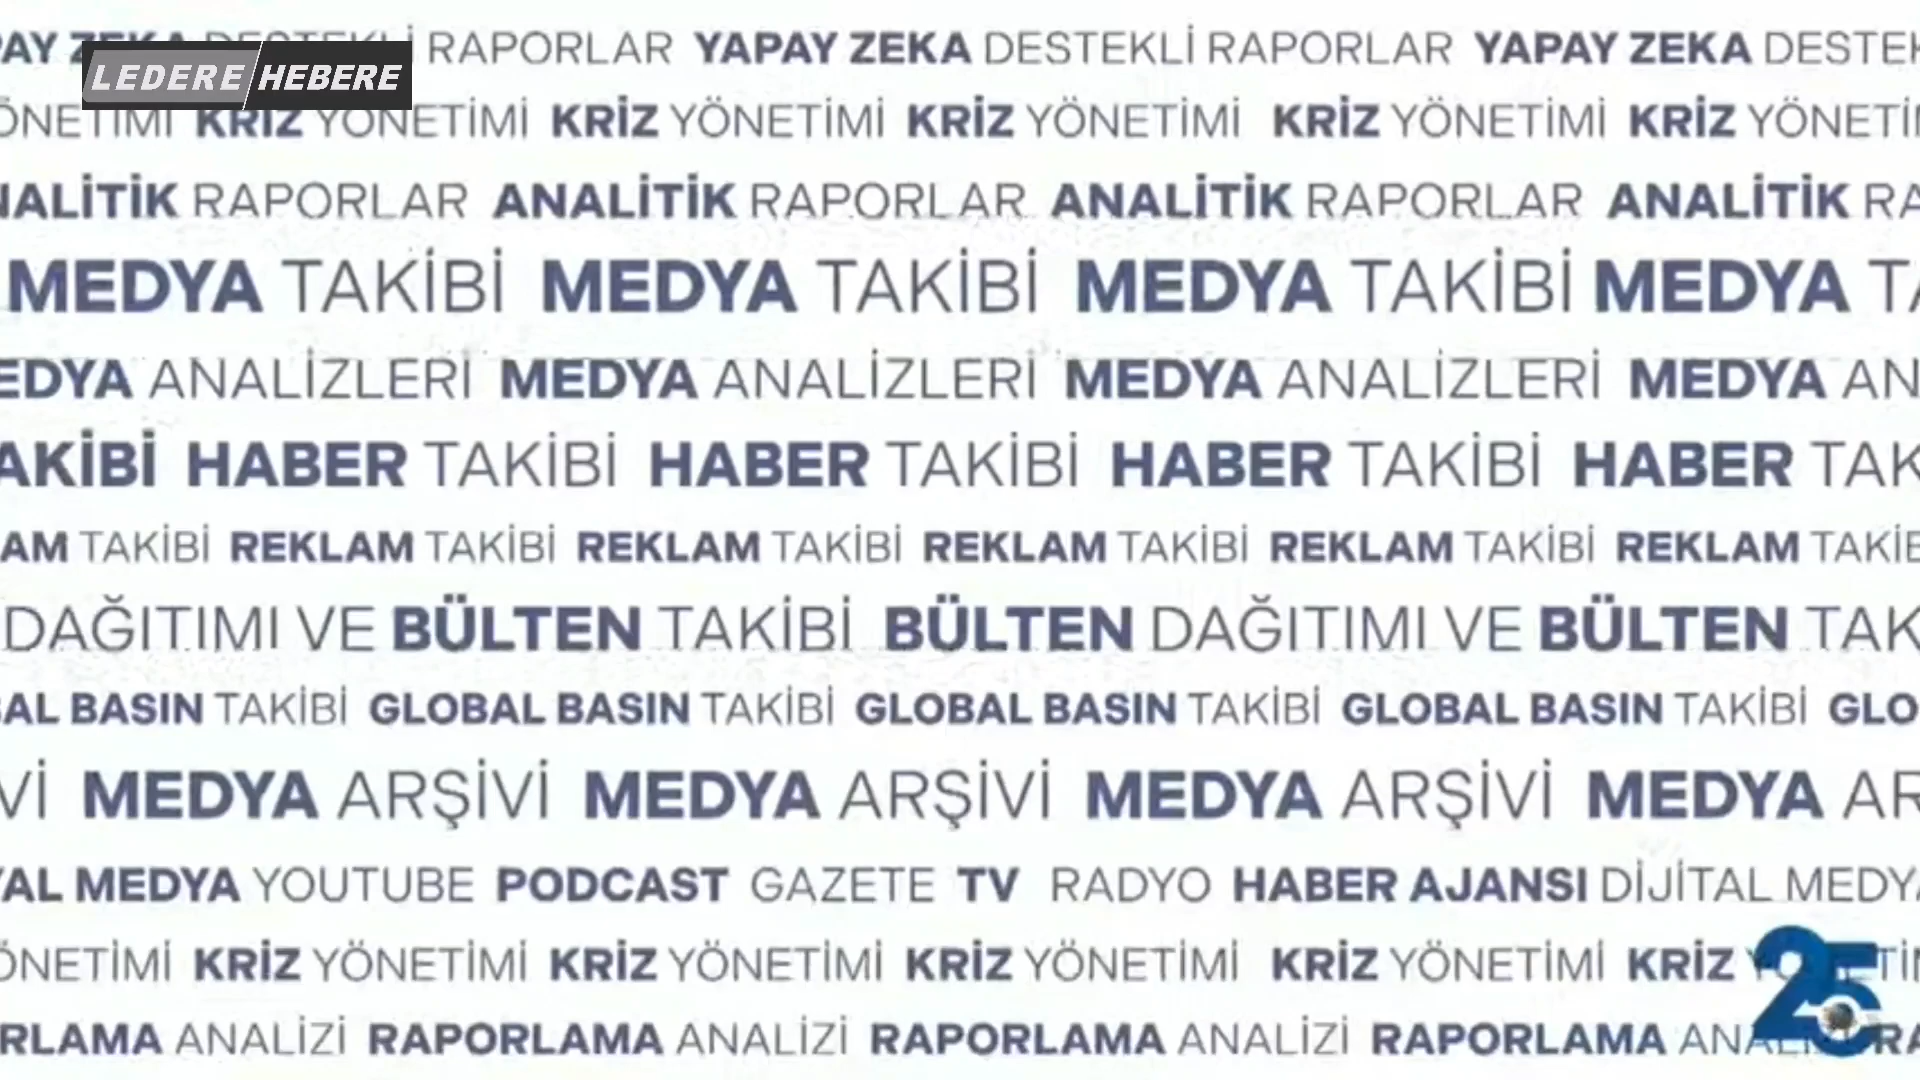 LEDERE HEBERE
RAPORLAR YAPAY ZEKA DESTEKLİ RAPORLAR YAPAY ZEKA
KRİZ YÖNETİMİ KRİZ YÖNETİMİ KRİZ YÖNETİMİ KRİZ YÖNETİMİ KRİZ
RAPORLAR ANALİTİK RAPORLAR ANALİTİK RAPORLAR ANALİTİK
MEDYA TAKİBİ MEDYA TAKİBİ MEDYA TAKİBİ MEDYA
ANALİZLERİ MEDYA ANALİZLERİ MEDYA ANALİZLERİ MEDYA
HABER TAKİBİ HABER TAKİBİ HABER TAKİBİ HABER
TAKİBİ REKLAM TAKİBİ REKLAM TAKİBİ REKLAM TAKİBİ REKLAM TAKİBİ REKLAM
DAĞITIMI VE BÜLTEN TAKİBİ BÜLTEN DAĞITIMI VE BÜLTEN
BASIN TAKİBİ GLOBAL BASIN TAKİBİ GLOBAL BASIN TAKİBİ GLOBAL BASIN TAKİBİ
MEDYA ARŞİVİ MEDYA ARŞİVİ MEDYA ARŞİVİ MEDYA
MEDYA YOUTUBE PODCAST GAZETE TV RADYO HABER AJANSI DİJİTAL
KRİZ YÖNETİMİ KRİZ YÖNETİMİ KRİZ YÖNETİMİ KRİZ YÖNETİMİ KRİZ
ANALİZİ RAPORLAMA ANALİZİ RAPORLAMA ANALİZİ RAPORLAMA
25